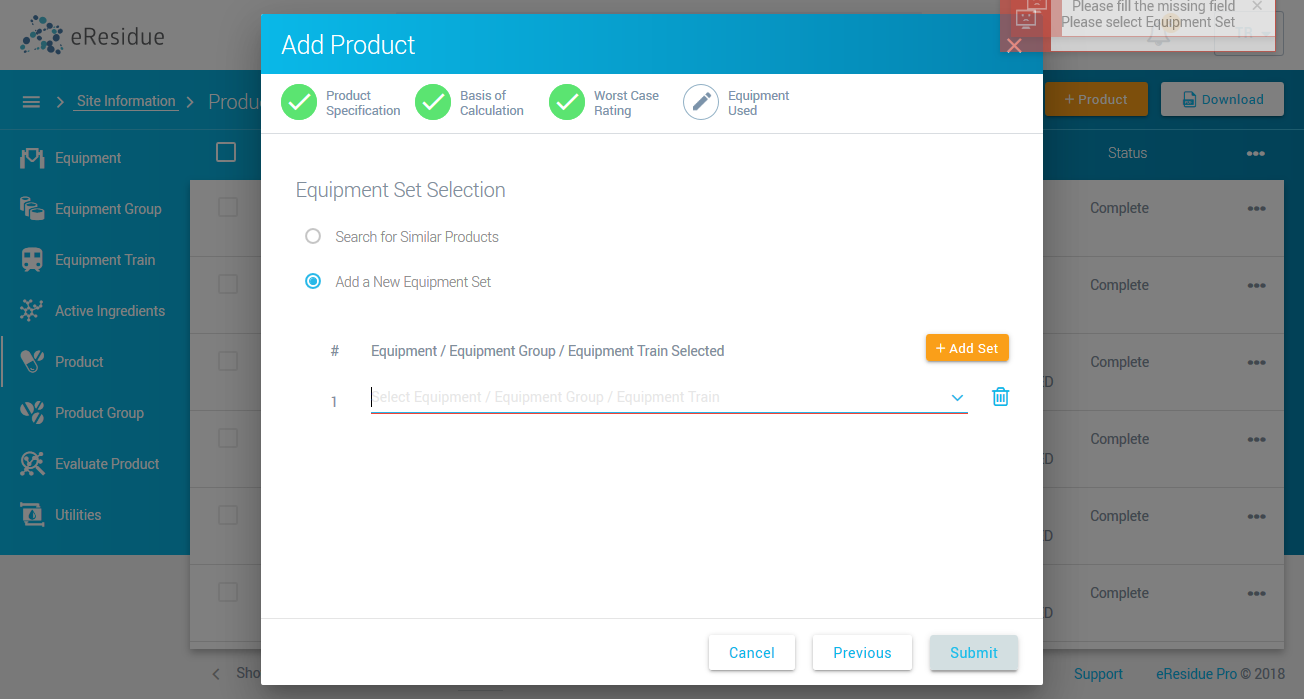 eResidue
Add Product
Please fill the missing field
Please select Equipment Set
TR
Site Information
Product
Specification
Basis of
Calculation
Worst Case
Rating
Equipment
Used
+ Product
Download
Equipment
Equipment Group
Equipment Train
Active Ingredients
Product
Product Group
Evaluate Product
Utilities
Status
Complete
Complete
Complete
Complete
Complete
Complete
Equipment Set Selection
Search for Similar Products
Add a New Equipment Set
# Equipment / Equipment Group / Equipment Train Selected
+ Add Set
1 Select Equipment / Equipment Group / Equipment Train
Cancel
Previous
Submit
Support
eResidue Pro © 2018